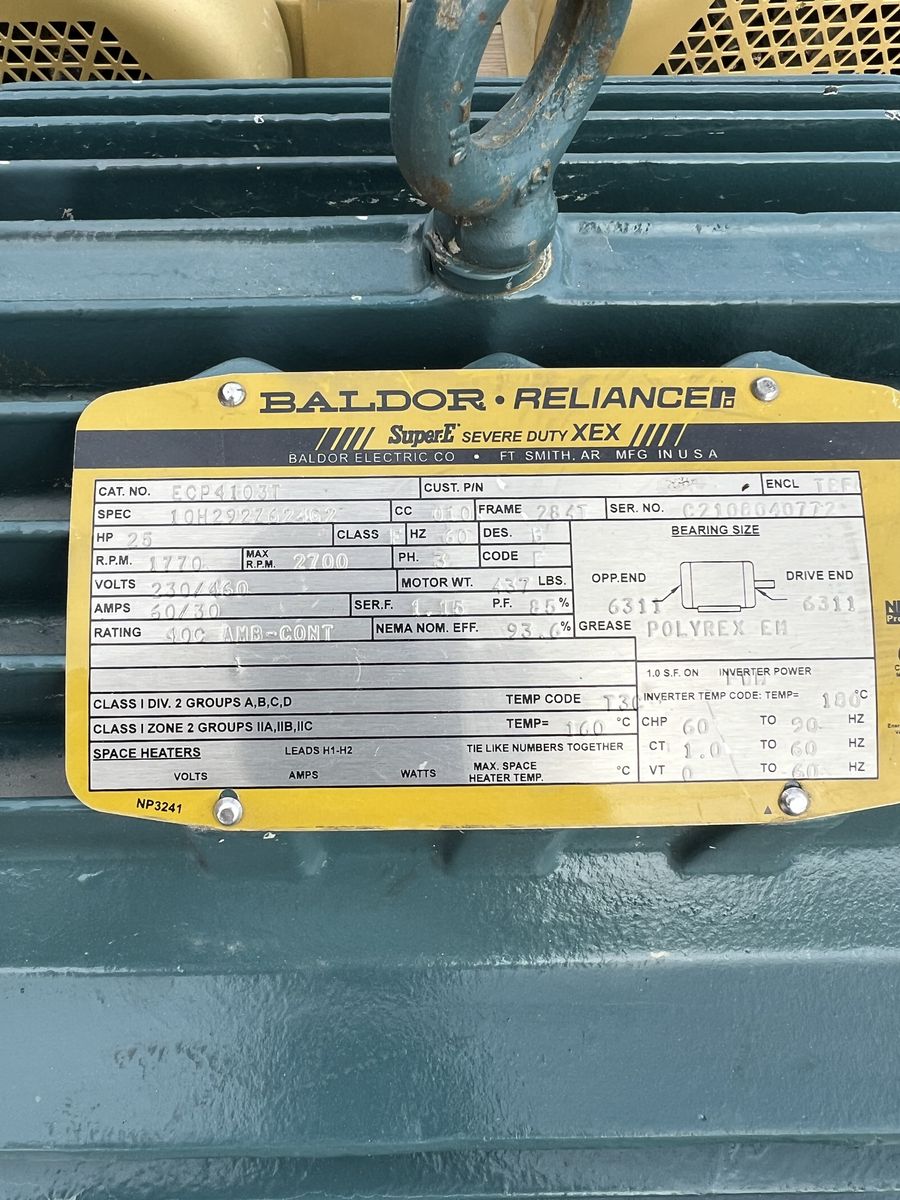 BALDOR • RELIANCE
Super-E SEVERE DUTY XEX
BALDOR ELECTRIC CO • FT SMITH, AR MFG IN U S A
CAT. NO. ECP4103T CUST. P/N ENCL
SPEC CC 010 FRAME 284T SER. NO.
HP 25 CLASS F HZ 60 DES. B BEARING SIZE
R.P.M. 1770 MAX R.P.M. 2700 PH. 3 CODE F
VOLTS 230/460 MOTOR WT. 437 LBS. OPP.END DRIVE END
AMPS 60/30 SER.F. 1.15 P.F. 85% 6311 6311
RATING 40C AMB-CONT NEMA NOM. EFF. 93.6% GREASE POLYREX EM
1.0 S.F. ON INVERTER POWER
CLASS I DIV. 2 GROUPS A,B,C,D TEMP CODE T3C INVERTER TEMP CODE: TEMP= 180°C
CLASS I ZONE 2 GROUPS IIA,IIB,IIC TEMP= 160 °C CHP 60 TO 90 HZ
SPACE HEATERS LEADS H1-H2 TIE LIKE NUMBERS TOGETHER CT 1.0 TO 60 HZ
VOLTS AMPS WATTS MAX. SPACE HEATER TEMP. °C VT 0 TO 60 HZ
NP3241